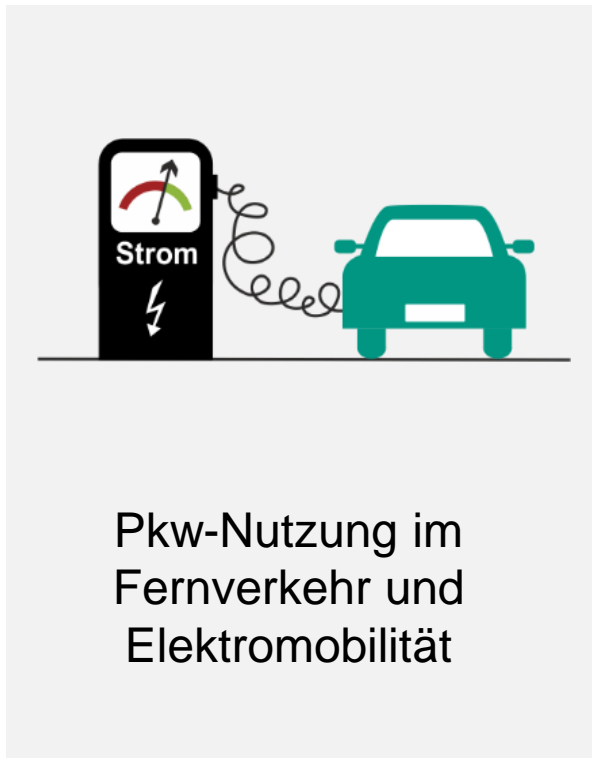 Strom
Pkw-Nutzung im
Fernverkehr und
Elektromobilität